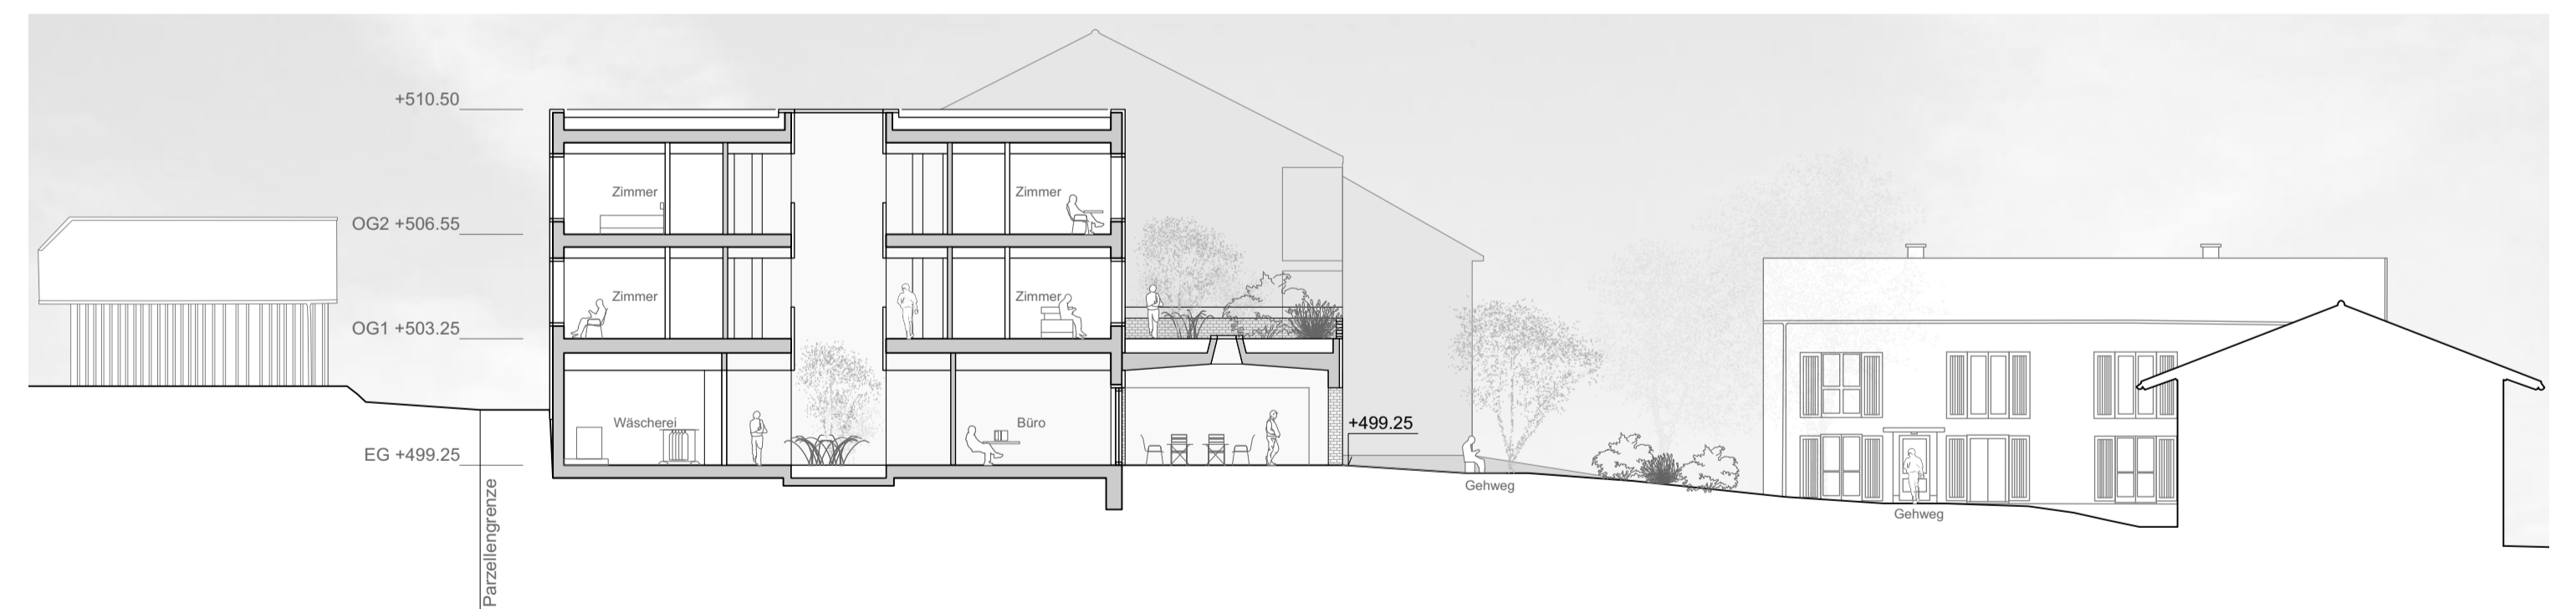 +510.50
Zimmer
Zimmer
OG2 +506.55
Zimmer
Zimmer
OG1 +503.25
Wäscherei
Büro
+499.25
EG +499.25
Gehweg
Gehweg
Parzellengrenze